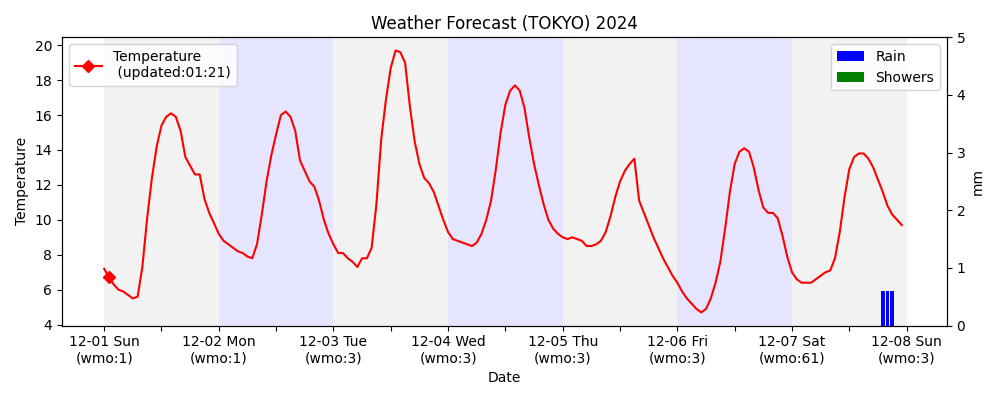 Weather Forecast (TOKYO) 2024
Temperature
(updated:01:21)
Rain
Showers
Temperature
20
18
16
14
12
10
8
6
4
5
4
3
2
1
0
mm
12-01 Sun 12-02 Mon 12-03 Tue 12-04 Wed 12-05 Thu 12-06 Fri 12-07 Sat 12-08 Sun
(wmo:1) (wmo:1) (wmo:3) (wmo:3) (wmo:3) (wmo:3) (wmo:61) (wmo:3)
Date